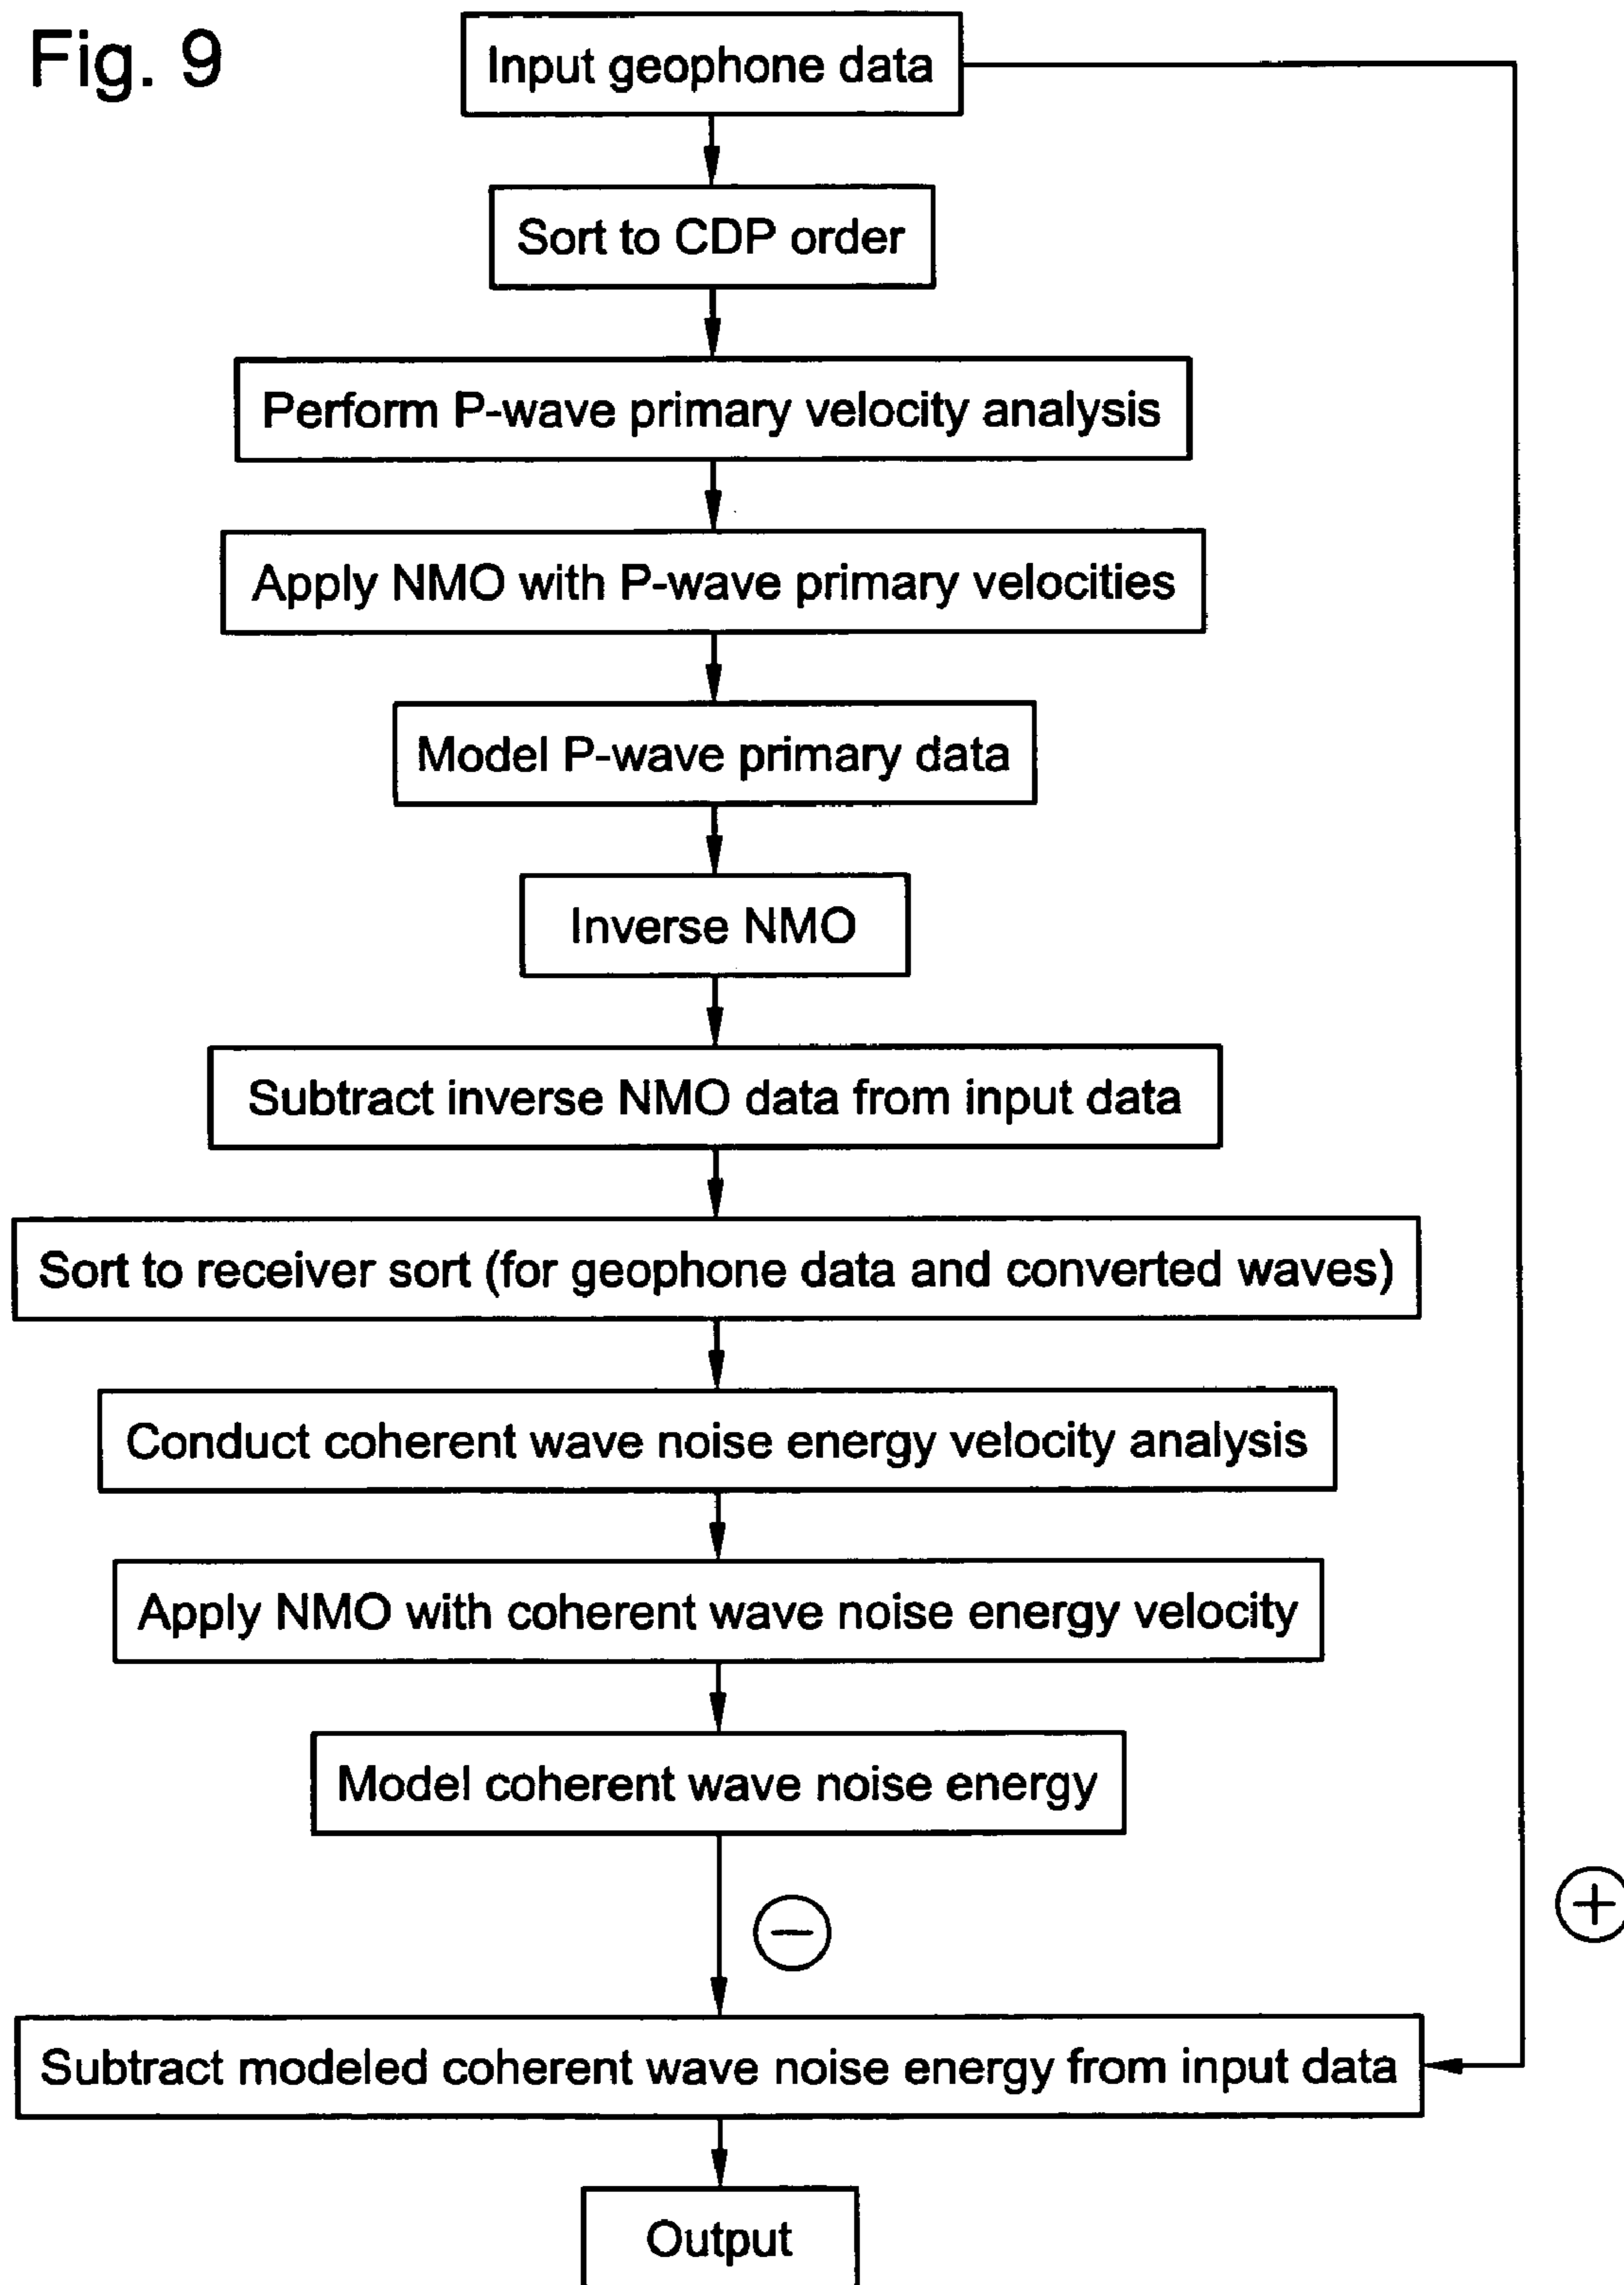 Fig. 9
Input geophone data
Sort to CDP order
Perform P-wave primary velocity analysis
Apply NMO with P-wave primary velocities
Model P-wave primary data
Inverse NMO
Subtract inverse NMO data from input data
Sort to receiver sort (for geophone data and converted waves)
Conduct coherent wave noise energy velocity analysis
Apply NMO with coherent wave noise energy velocity
Model coherent wave noise energy
+
−
Subtract modeled coherent wave noise energy from input data
Output